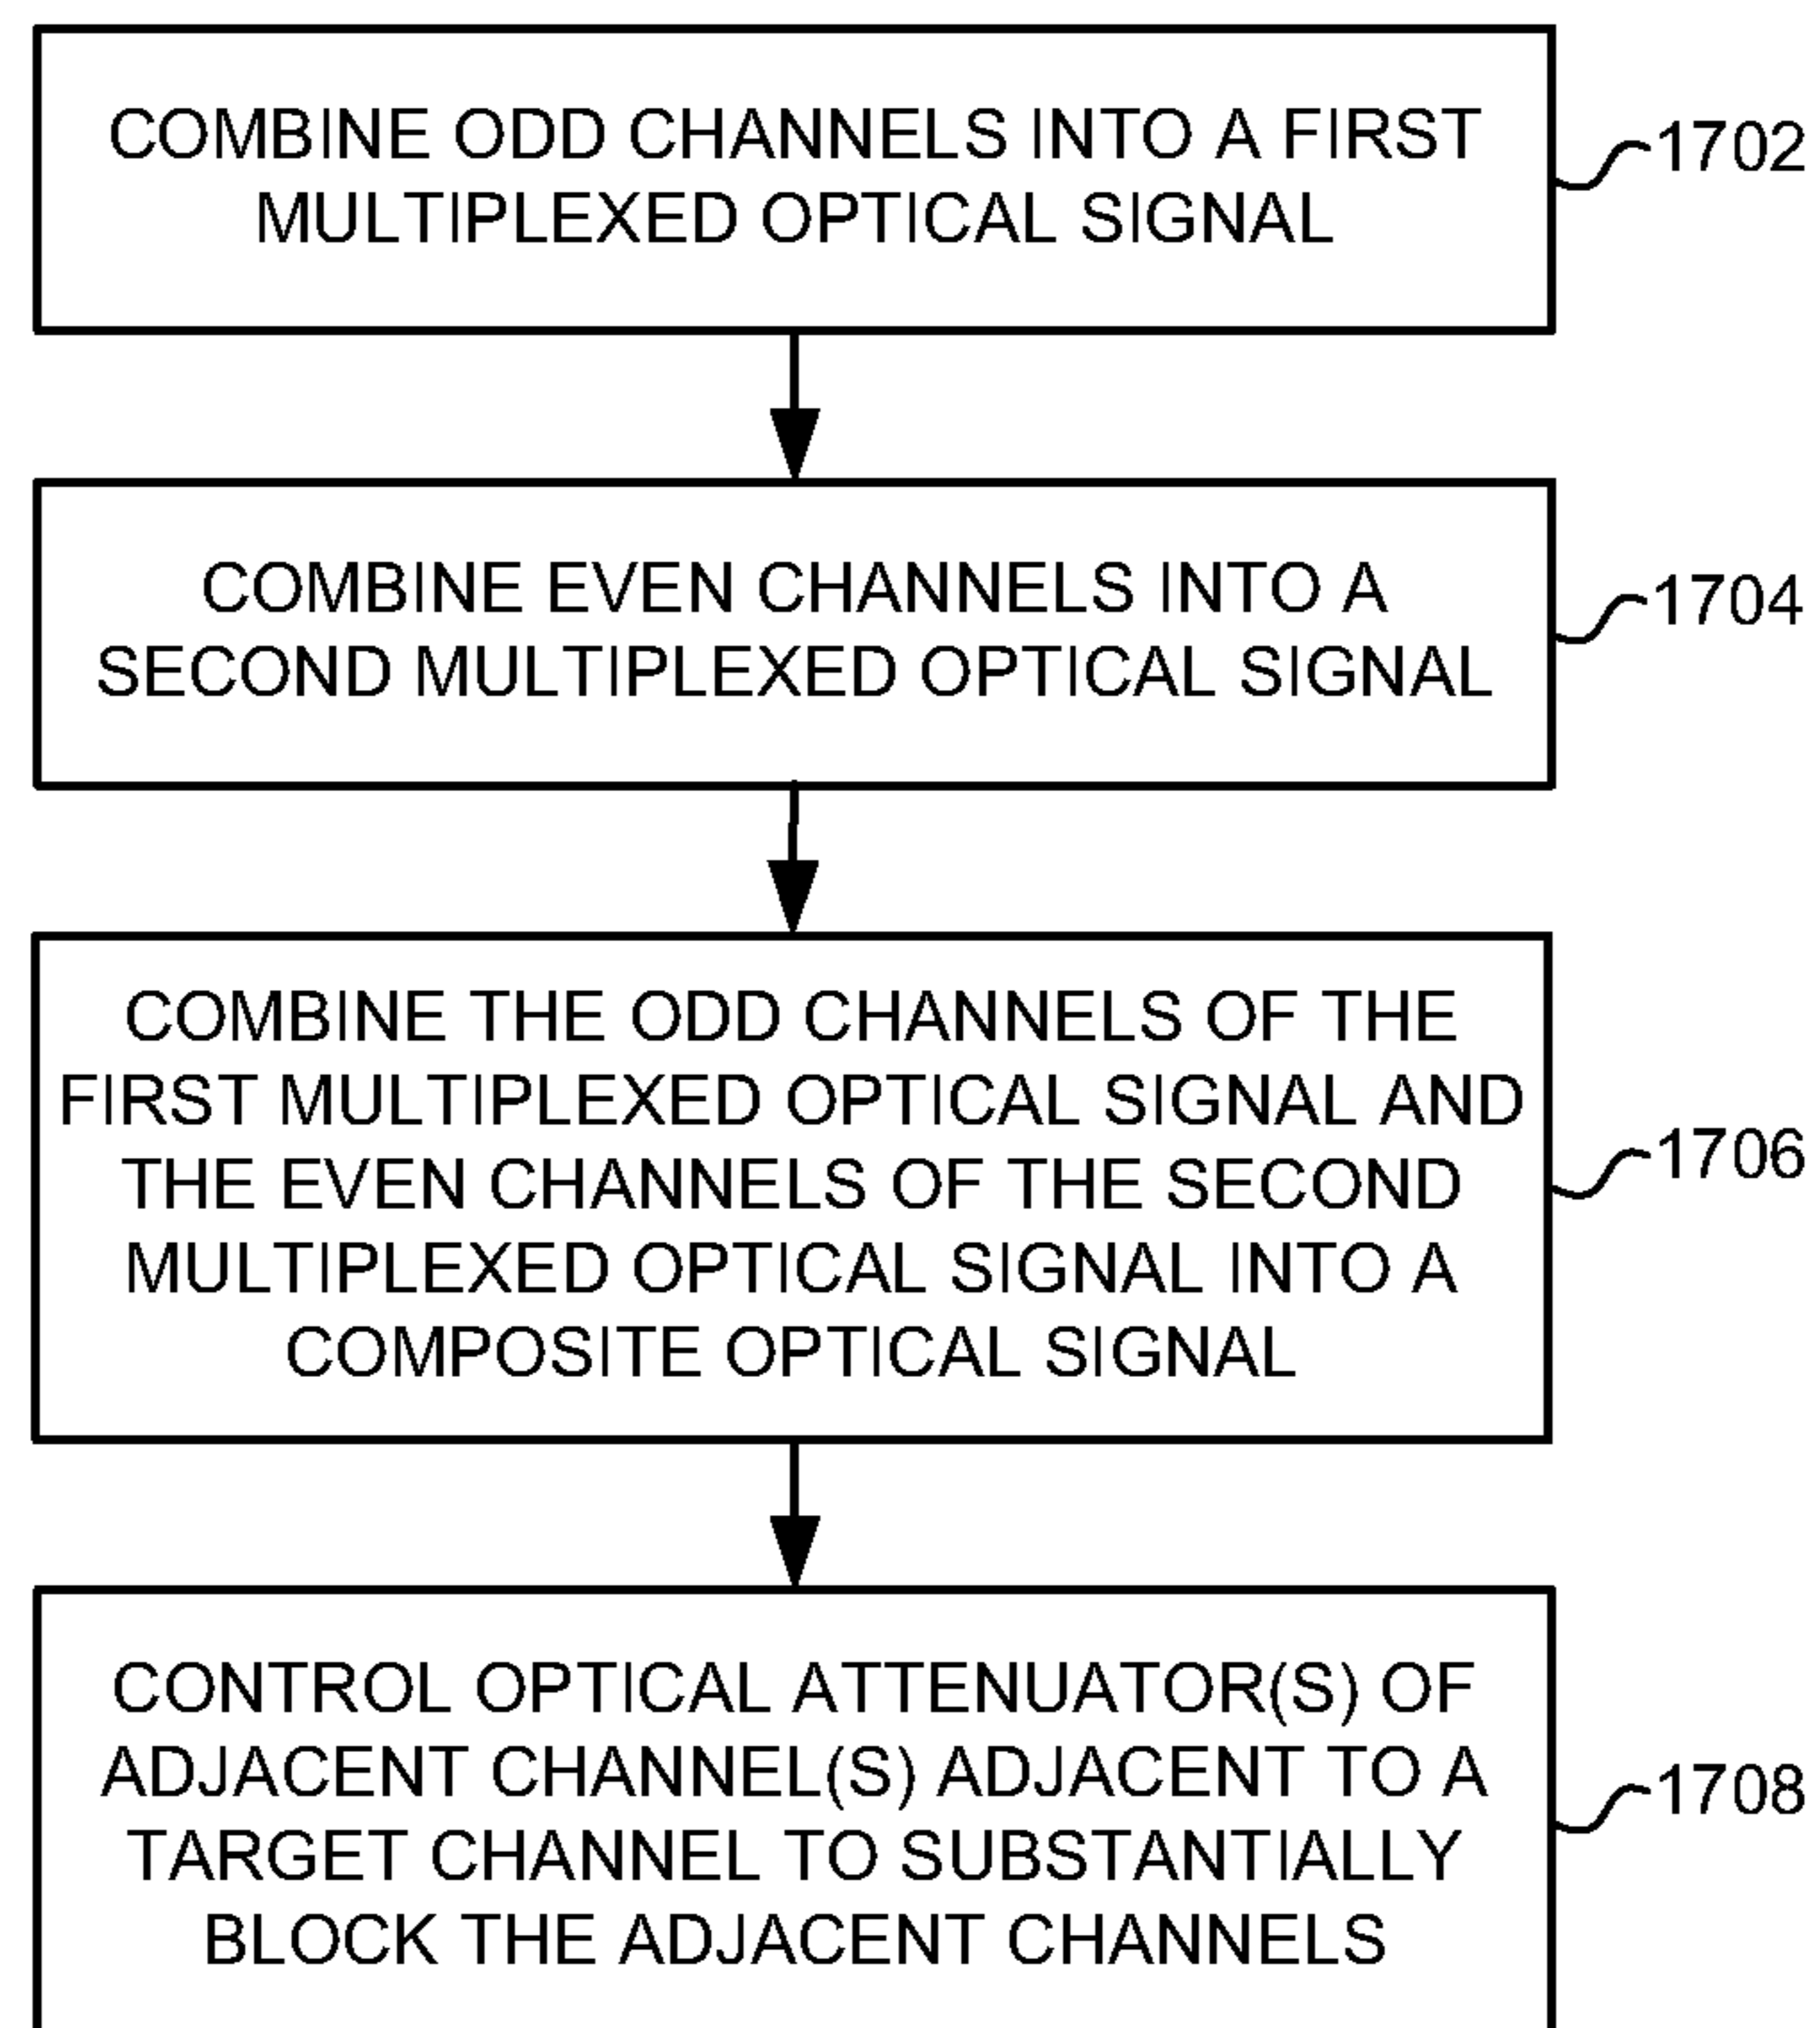 COMBINE ODD CHANNELS INTO A FIRST
MULTIPLEXED OPTICAL SIGNAL
1702
COMBINE EVEN CHANNELS INTO A
SECOND MULTIPLEXED OPTICAL SIGNAL
1704
COMBINE THE ODD CHANNELS OF THE
FIRST MULTIPLEXED OPTICAL SIGNAL AND
THE EVEN CHANNELS OF THE SECOND
MULTIPLEXED OPTICAL SIGNAL INTO A
COMPOSITE OPTICAL SIGNAL
1706
CONTROL OPTICAL ATTENUATOR(S) OF
ADJACENT CHANNEL(S) ADJACENT TO A
TARGET CHANNEL TO SUBSTANTIALLY
BLOCK THE ADJACENT CHANNELS
1708